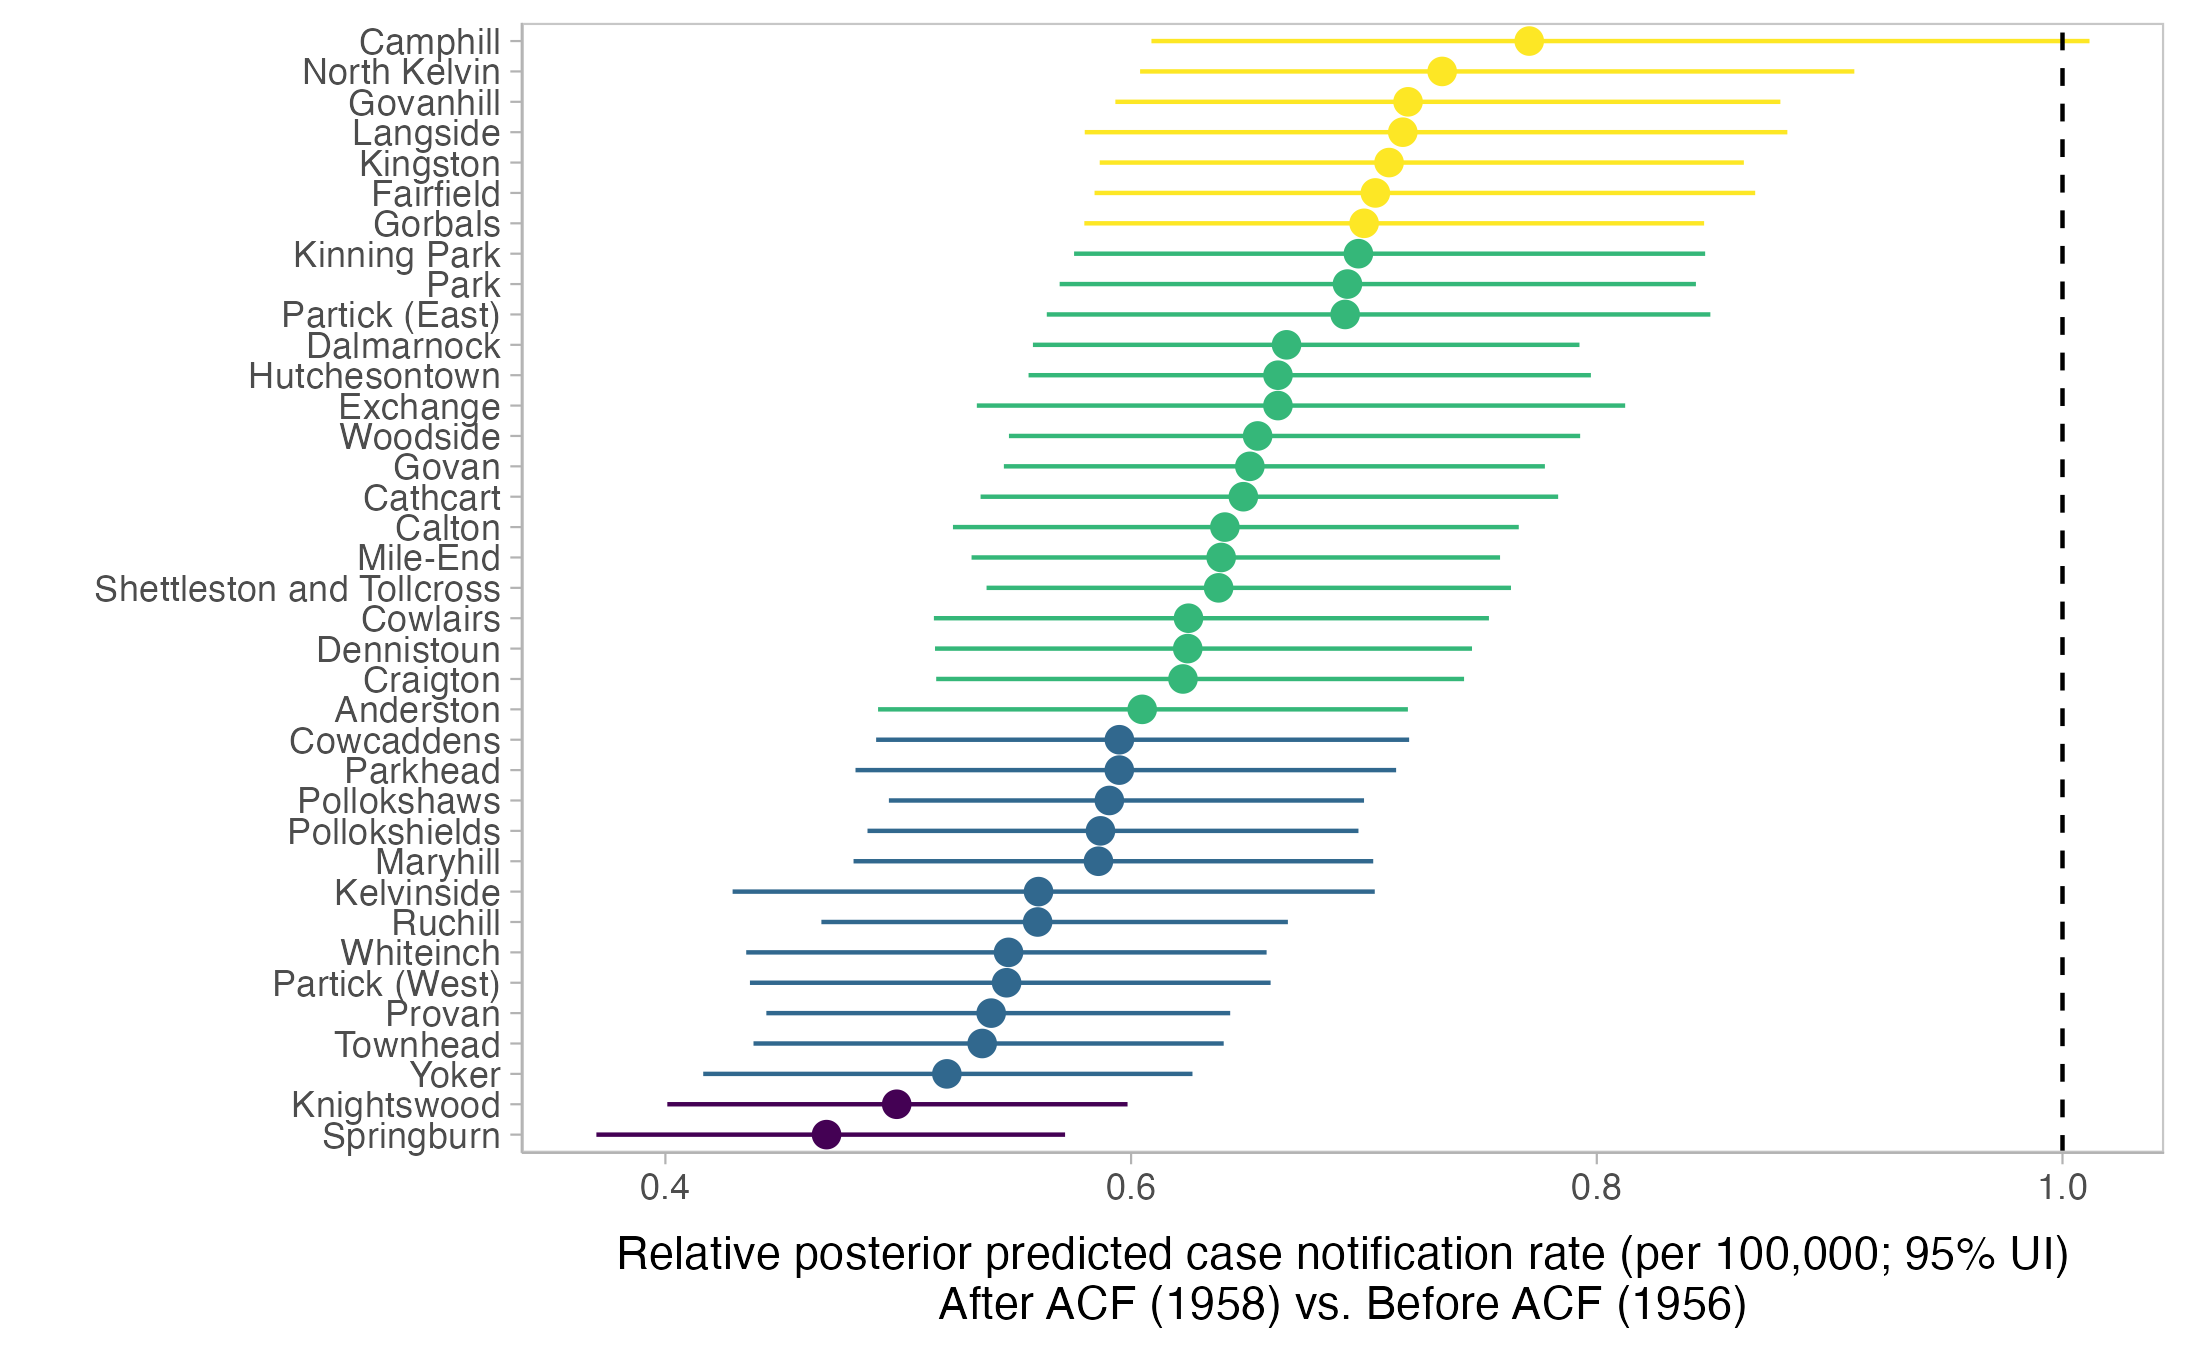 Camphill
North Kelvin
Govanhill
Langside
Kingston
Fairfield
Gorbals
Kinning Park
Park
Partick (East)
Dalmarnock
Hutchesontown
Exchange
Woodside
Govan
Cathcart
Calton
Mile-End
Shettleston and Tollcross
Cowlairs
Dennistoun
Craigton
Anderston
Cowcaddens
Parkhead
Pollokshaws
Pollokshields
Maryhill
Kelvinside
Ruchill
Whiteinch
Partick (West)
Provan
Townhead
Yoker
Knightswood
Springburn
0.4 0.6 0.8 1.0
Relative posterior predicted case notification rate (per 100,000; 95% UI)
After ACF (1958) vs. Before ACF (1956)